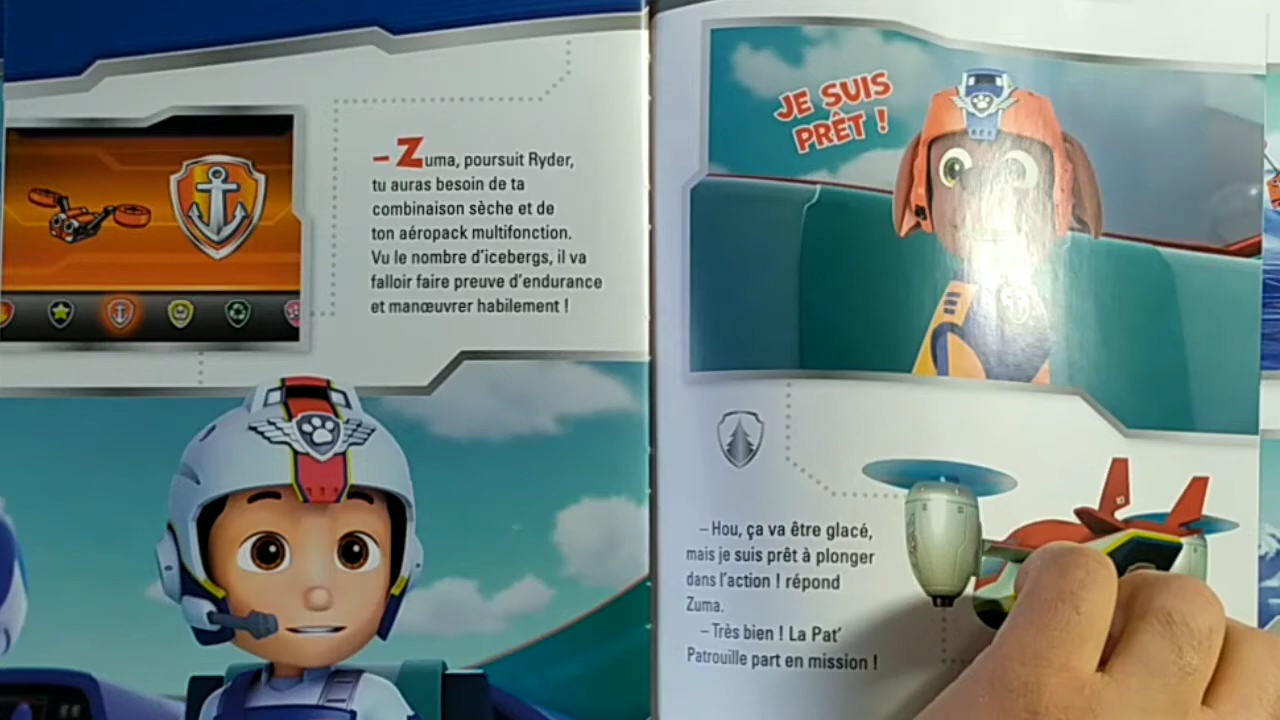 – Zuma, poursuit Ryder,
tu auras besoin de ta
combinaison sèche et de
ton aéropack multifonction.
Vu le nombre d'icebergs, il va
falloir faire preuve d'endurance
et manœuvrer habilement !
JE SUIS
PRÊT !
– Hou, ça va être glacé,
mais je suis prêt à plonger
dans l'action ! répond
Zuma.
– Très bien ! La Pat'
Patrouille part en mission !